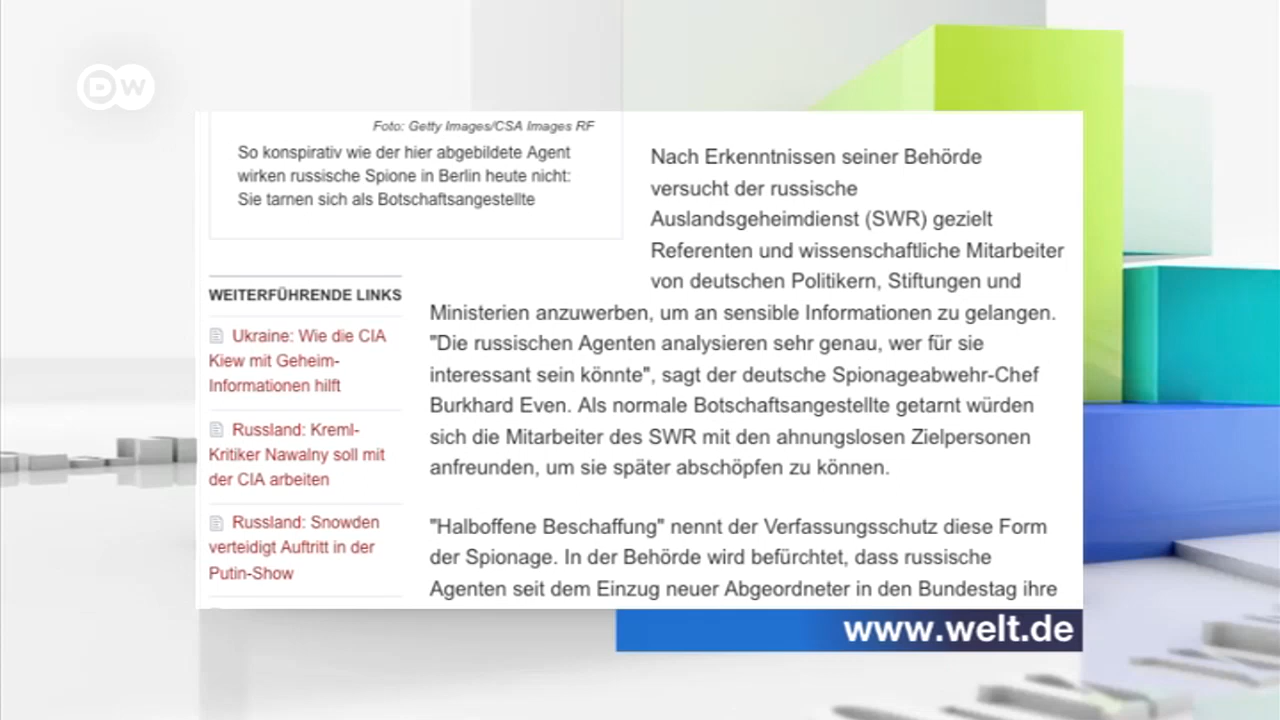 DW
Foto: Getty Images/CSA Images RF
So konspirativ wie der hier abgebildete Agent
wirken russische Spione in Berlin heute nicht:
Sie tarnen sich als Botschaftsangestellte
WEITERFÜHRENDE LINKS
Ukraine: Wie die CIA
Kiew mit Geheim-
Informationen hilft
Russland: Kreml-
Kritiker Nawalny soll mit
der CIA arbeiten
Russland: Snowden
verteidigt Auftritt in der
Putin-Show
Nach Erkenntnissen seiner Behörde
versucht der russische
Auslandsgeheimdienst (SWR) gezielt
Referenten und wissenschaftliche Mitarbeiter
von deutschen Politikern, Stiftungen und
Ministerien anzuwerben, um an sensible Informationen zu gelangen.
"Die russischen Agenten analysieren sehr genau, wer für sie
interessant sein könnte", sagt der deutsche Spionageabwehr-Chef
Burkhard Even. Als normale Botschaftsangestellte getarnt würden
sich die Mitarbeiter des SWR mit den ahnungslosen Zielpersonen
anfreunden, um sie später abschöpfen zu können.
"Halboffene Beschaffung" nennt der Verfassungsschutz diese Form
der Spionage. In der Behörde wird befürchtet, dass russische
Agenten seit dem Einzug neuer Abgeordneter in den Bundestag ihre
www.welt.de